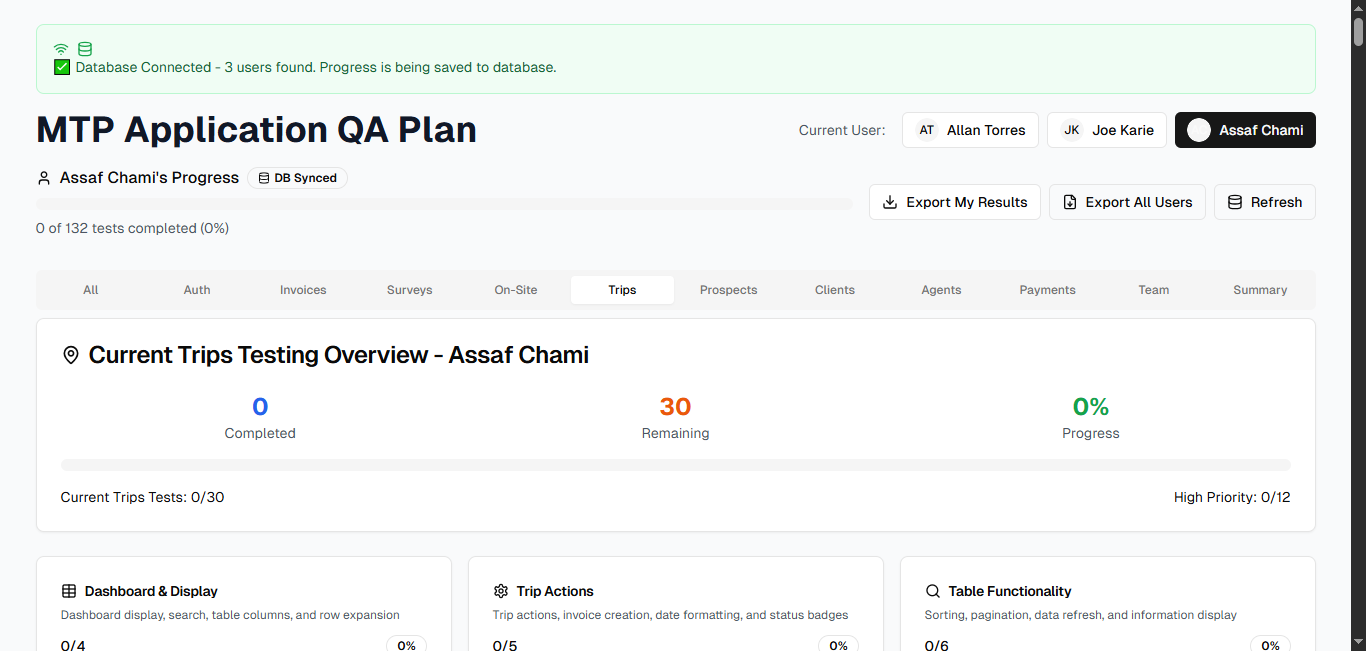 ✅ Database Connected - 3 users found. Progress is being saved to database.
MTP Application QA Plan
Current User:
AT Allan Torres
JK Joe Karie
Assaf Chami
Assaf Chami's Progress
DB Synced
Export My Results
Export All Users
Refresh
0 of 132 tests completed (0%)
All
Auth
Invoices
Surveys
On-Site
Trips
Prospects
Clients
Agents
Payments
Team
Summary
Current Trips Testing Overview - Assaf Chami
0
Completed
30
Remaining
0%
Progress
Current Trips Tests: 0/30
High Priority: 0/12
Dashboard & Display
Dashboard display, search, table columns, and row expansion
0/4
0%
Trip Actions
Trip actions, invoice creation, date formatting, and status badges
0/5
0%
Table Functionality
Sorting, pagination, data refresh, and information display
0/6
0%